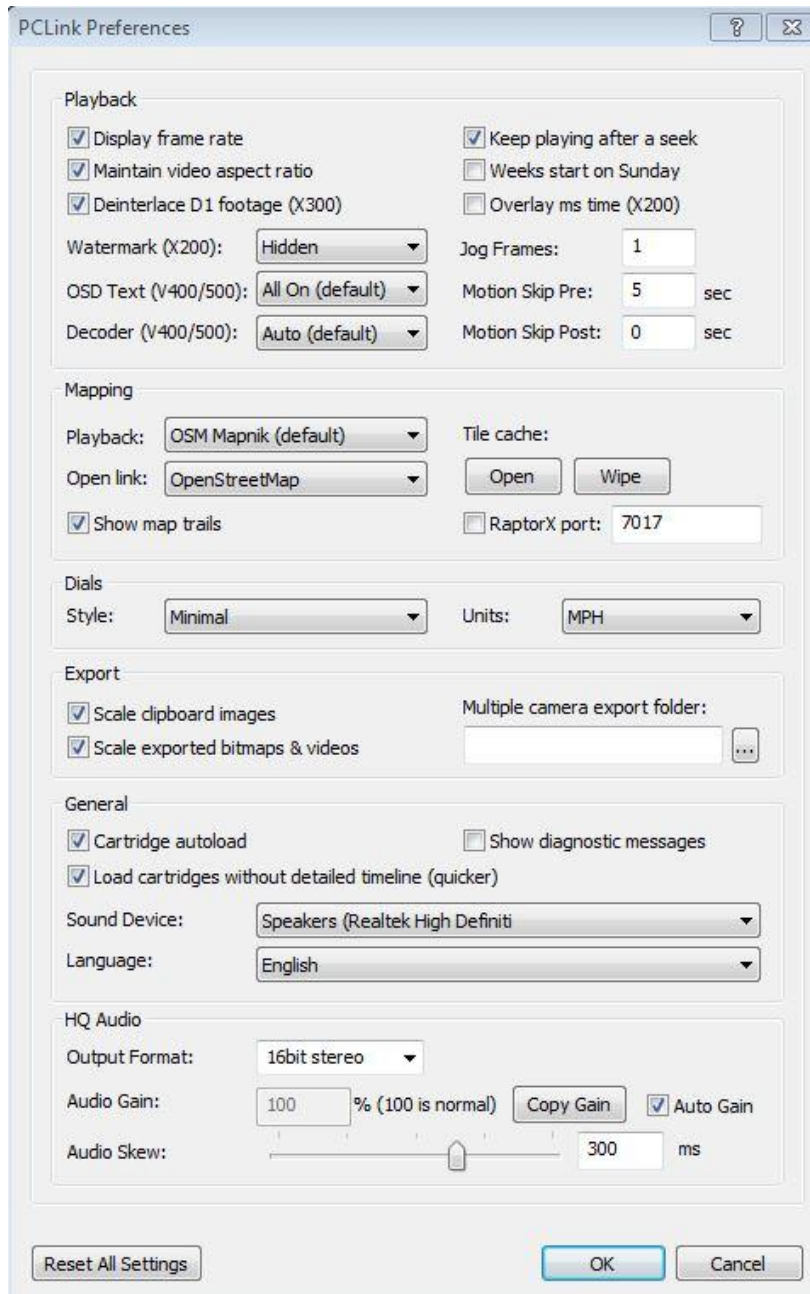 PCLink Preferences
Playback
Display frame rate
Keep playing after a seek
Maintain video aspect ratio
Weeks start on Sunday
Deinterlace D1 footage (X300)
Overlay ms time (X200)
Watermark (X200): Hidden
Jog Frames: 1
OSD Text (V400/500): All On (default)
Motion Skip Pre: 5 sec
Decoder (V400/500): Auto (default)
Motion Skip Post: 0 sec
Mapping
Playback: OSM Mapnik (default)
Tile cache:
Open link: OpenStreetMap
Open Wipe
Show map trails
RaptorX port: 7017
Dials
Style: Minimal
Units: MPH
Export
Scale clipboard images
Multiple camera export folder:
Scale exported bitmaps & videos
...
General
Cartridge autoload
Show diagnostic messages
Load cartridges without detailed timeline (quicker)
Sound Device: Speakers (Realtek High Definiti
Language: English
HQ Audio
Output Format: 16bit stereo
Audio Gain: 100 % (100 is normal) Copy Gain Auto Gain
Audio Skew: 300 ms
Reset All Settings OK Cancel